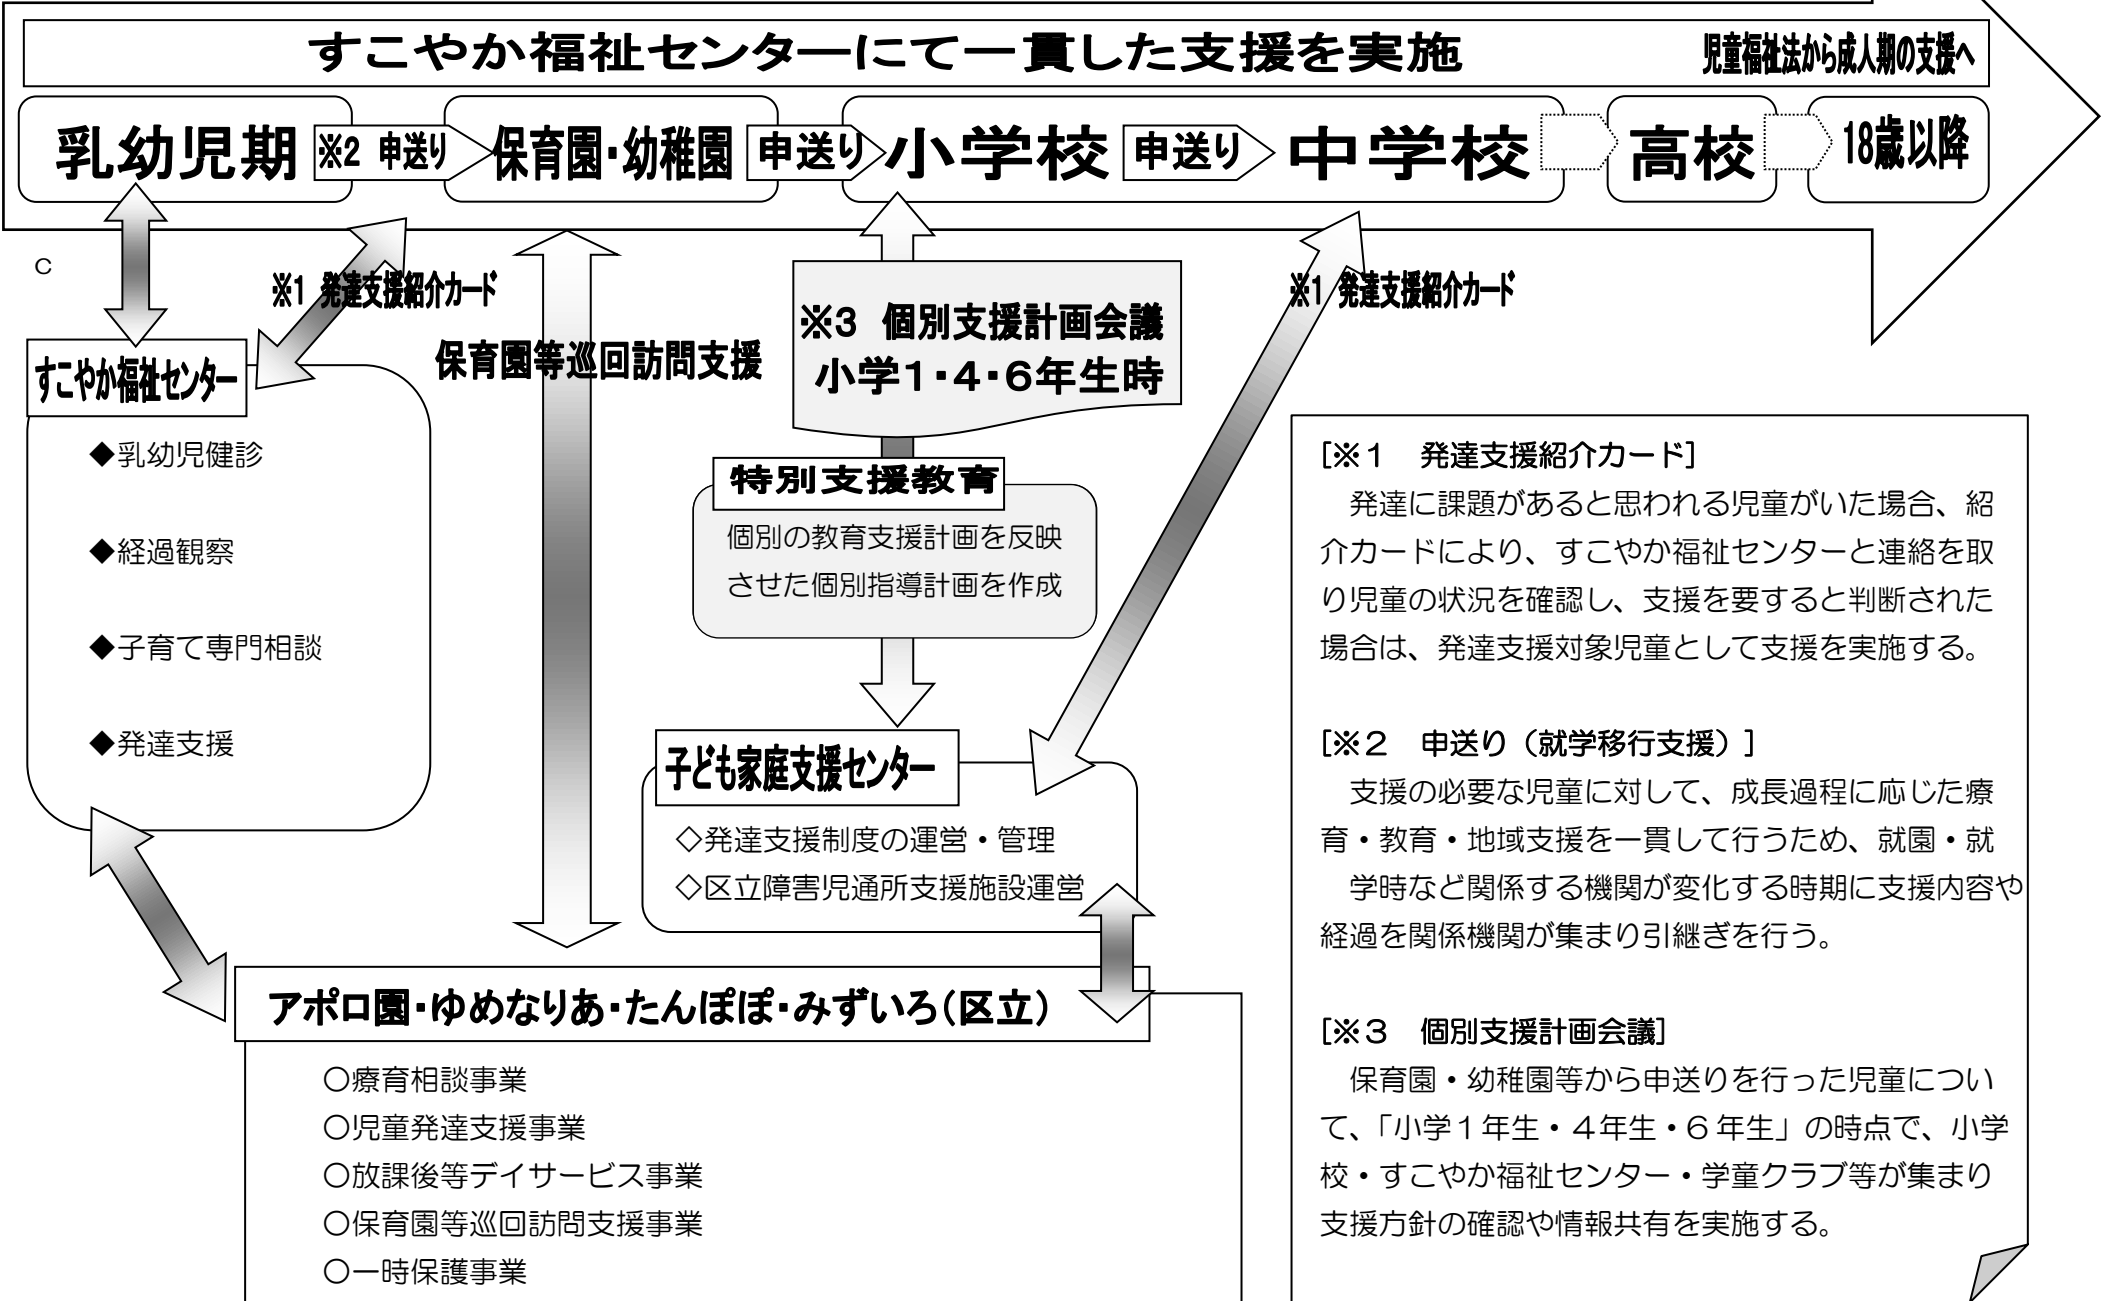 すこやか福祉センターにて一貫した支援を実施
児童福祉法から成人期の支援へ
乳幼児期
※2 申送り
保育園・幼稚園
申送り
小学校
申送り
中学校
高校
18歳以降
C
※1 発達支援紹介カード
保育園等巡回訪問支援
※3 個別支援計画会議
小学1・4・6年生時
※1 発達支援紹介カード
すこやか福祉センター
◆乳幼児健診
◆経過観察
◆子育て専門相談
◆発達支援
特別支援教育
個別の教育支援計画を反映
させた個別指導計画を作成
子ども家庭支援センター
◇発達支援制度の運営・管理
◇区立障害児通所支援施設運営
アポロ園・ゆめなりあ・たんぽぽ・みずいろ(区立)
〇療育相談事業
〇児童発達支援事業
〇放課後等デイサービス事業
〇保育園等巡回訪問支援事業
〇一時保護事業
[※１　発達支援紹介カード]
発達に課題があると思われる児童がいた場合、紹
介カードにより、すこやか福祉センターと連絡を取
り児童の状況を確認し、支援を要すると判断された
場合は、発達支援対象児童として支援を実施する。
[※２　申送り（就学移行支援）]
支援の必要な児童に対して、成長過程に応じた療
育・教育・地域支援を一貫して行うため、就園・就
学時など関係する機関が変化する時期に支援内容や
経過を関係機関が集まり引継ぎを行う。
[※３　個別支援計画会議]
保育園・幼稚園等から申送りを行った児童につい
て、「小学１年生・４年生・６年生」の時点で、小学
校・すこやか福祉センター・学童クラブ等が集まり
支援方針の確認や情報共有を実施する。